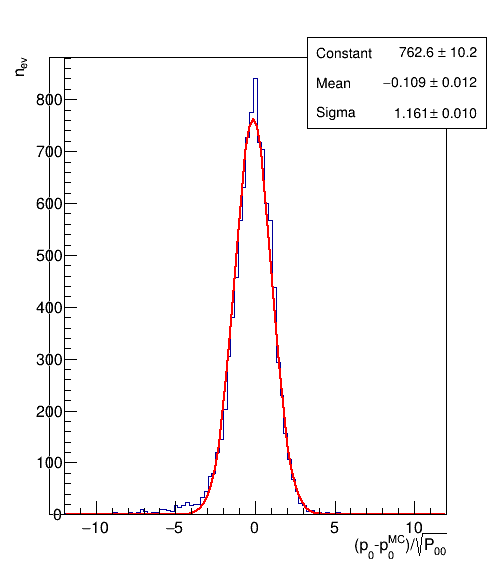 Constant 762.6 ± 10.2
Mean −0.109 ± 0.012
Sigma 1.161± 0.010
n_ev
800
700
600
500
400
300
200
100
0
−10 −5 0 5 10
(p_0-p_0^MC)/√P_00